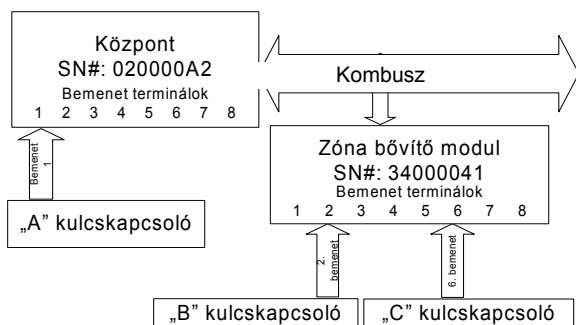 Központ
SN#: 020000A2
Bemenet terminálok
1 2 3 4 5 6 7 8
Kombusz
Bemenet
1
Zóna bővítő modul
SN#: 34000041
Bemenet terminálok
1 2 3 4 5 6 7 8
„A” kulcskapcsoló
2.
bemenet
6. bemenet
„B” kulcskapcsoló
„C” kulcskapcsoló